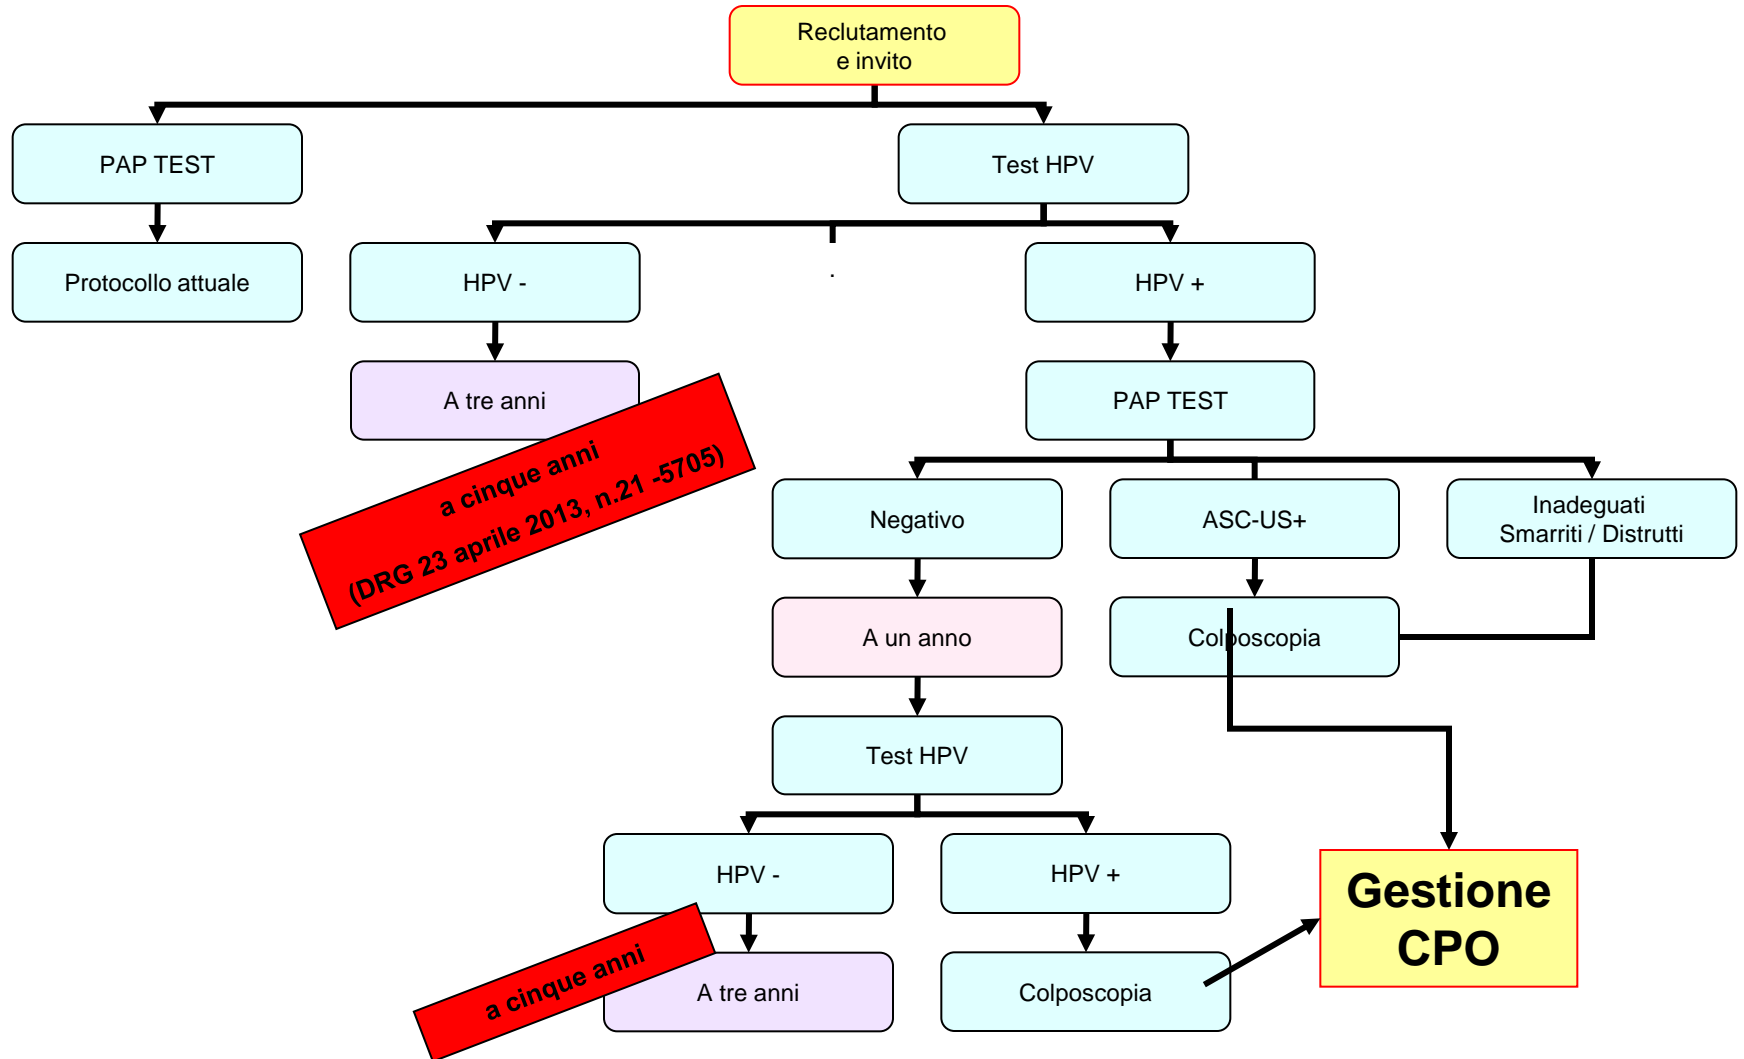 Reclutamento
e invito
PAP TEST
Test HPV
Protocollo attuale
HPV -
.
HPV +
A tre anni
PAP TEST
a cinque anni
(DRG 23 aprile 2013, n.21 -5705)
Negativo
ASC-US+
Inadeguati
Smarriti / Distrutti
A un anno
Colposcopia
Test HPV
HPV -
HPV +
Gestione
CPO
a cinque anni
A tre anni
Colposcopia